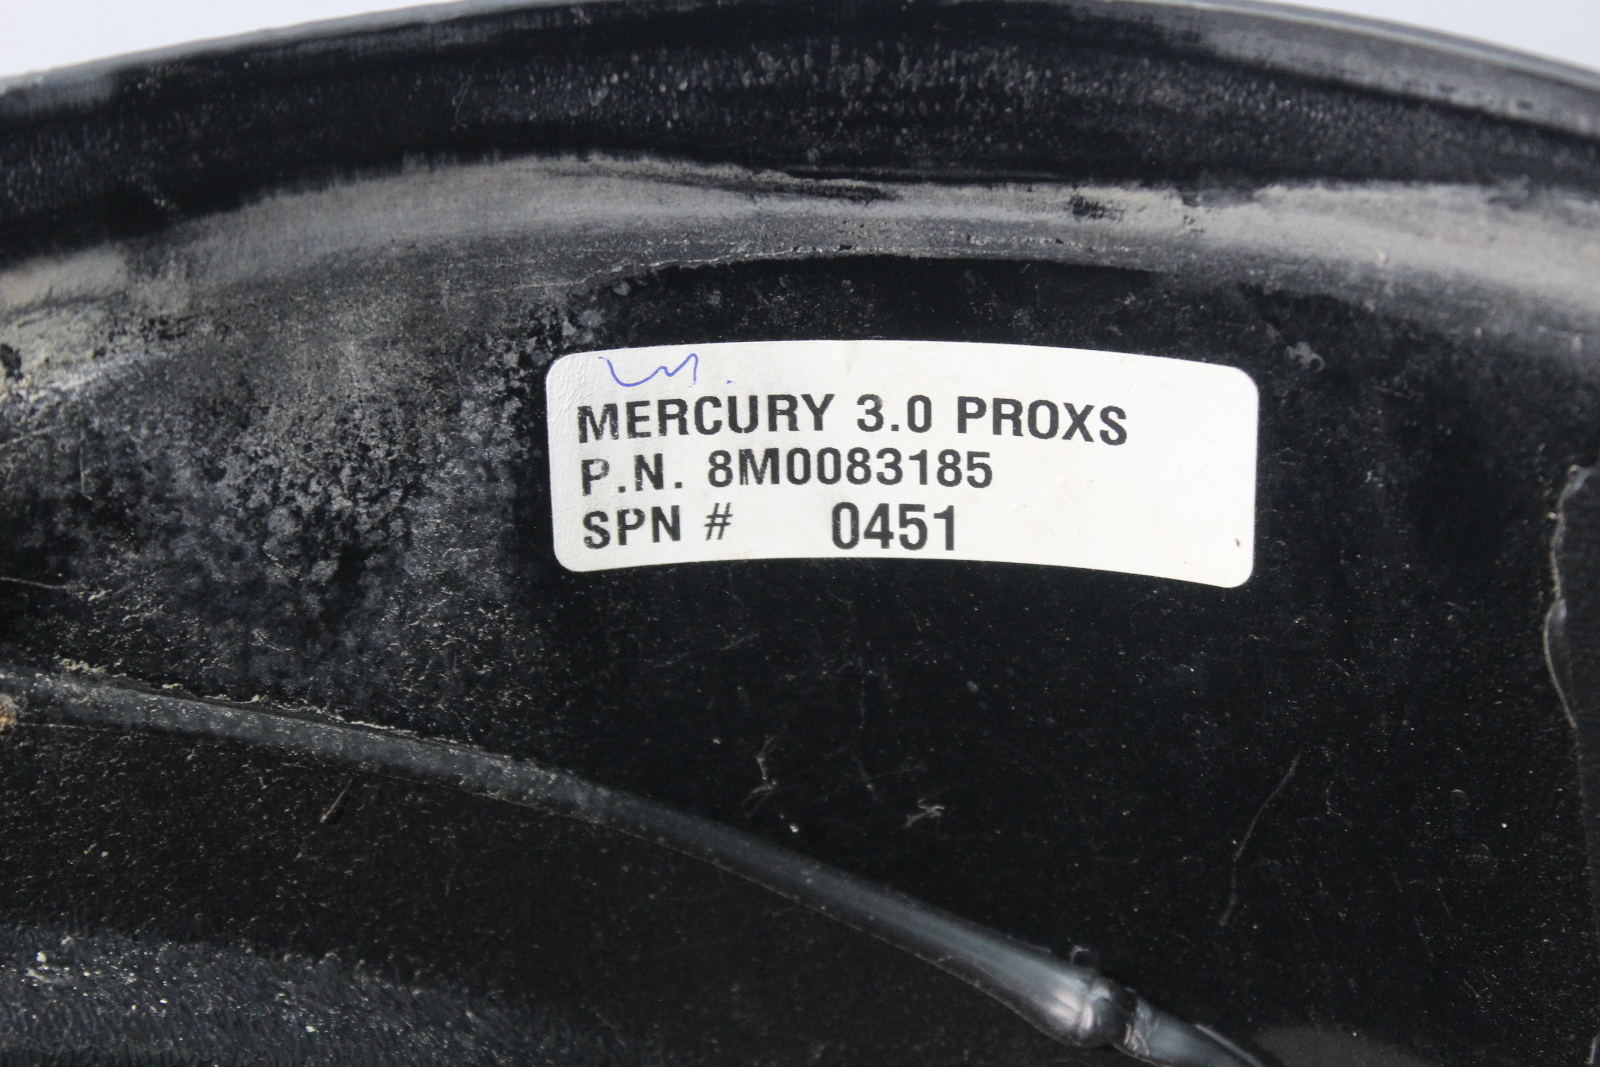 MERCURY 3.0 PROXS
P.N. 8M0083185
SPN # 0451